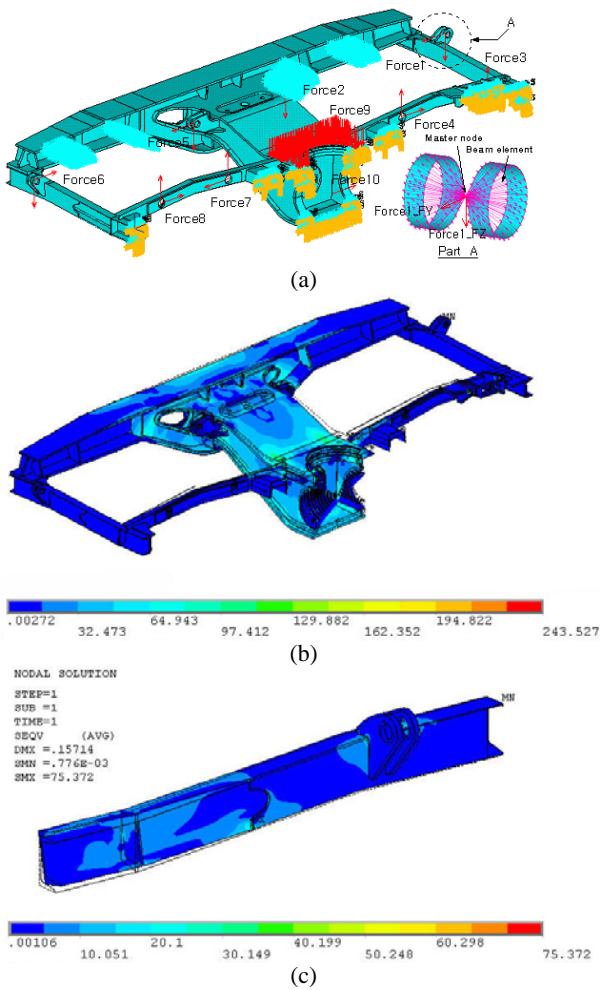 A
Force1
Force3
Force2
Force9
Force4
Master node
Beam element
Force5
Force6
Force10
Force7
Force8
Force1_FY
Force1_FZ
Part A
(a)
MN
.00272 64.943 129.882 194.822
32.473 97.412 162.352 243.527
(b)
NODAL SOLUTION
STEP=1
SUB =1
TIME=1
SEQV (AVG)
DMX =.15714
SMN =.776E-03
SMX =75.372
MN
.00106 20.1 40.199 60.298
10.051 30.149 50.248 75.372
(c)